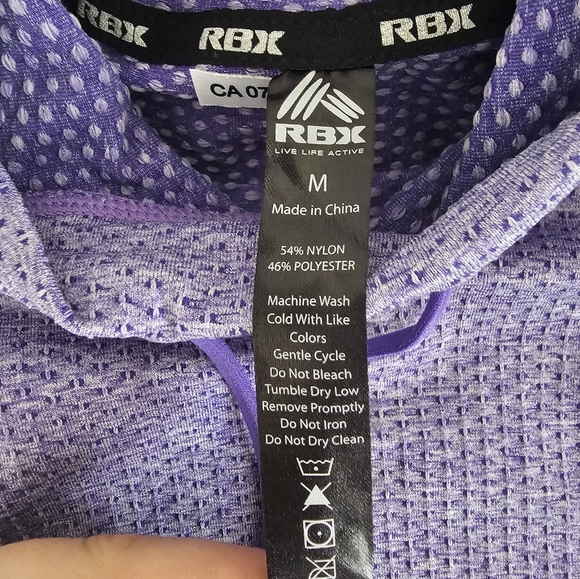 RBX RBX RBX
CA 07
RBX
LIVE LIFE ACTIVE
M
Made in China
54% NYLON
46% POLYESTER
Machine Wash
Cold With Like
Colors
Gentle Cycle
Do Not Bleach
Tumble Dry Low
Remove Promptly
Do Not Iron
Do Not Dry Clean